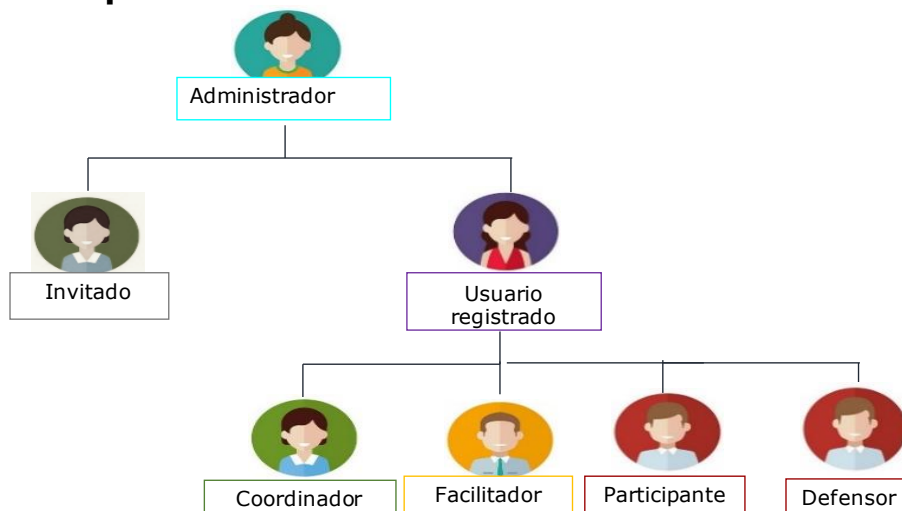 Administrador
Invitado
Usuario
registrado
Coordinador
Facilitador
Participante
Defensor